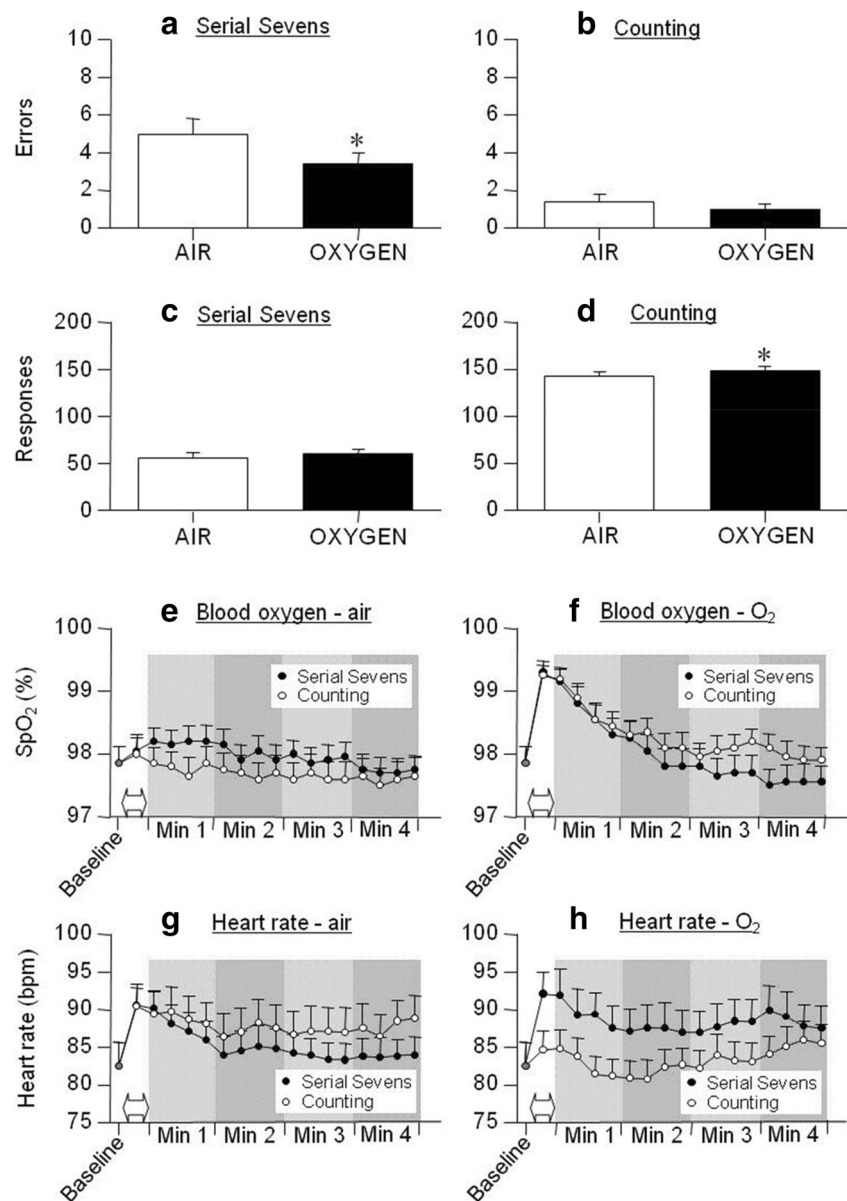 a Serial Sevens
b Counting
Errors
10
8
6
4
2
0
*
AIR
OXYGEN
10
8
6
4
2
0
AIR
OXYGEN
c Serial Sevens
d Counting
Responses
200
150
100
50
0
AIR
OXYGEN
200
150
100
50
0
*
AIR
OXYGEN
e Blood oxygen - air
f Blood oxygen - O2
SpO2 (%)
100
99
98
97
Serial Sevens
Counting
Baseline
Min 1
Min 2
Min 3
Min 4
100
99
98
97
Serial Sevens
Counting
Baseline
Min 1
Min 2
Min 3
Min 4
g Heart rate - air
h Heart rate - O2
Heart rate (bpm)
100
95
90
85
80
75
Serial Sevens
Counting
Baseline
Min 1
Min 2
Min 3
Min 4
100
95
90
85
80
75
Serial Sevens
Counting
Baseline
Min 1
Min 2
Min 3
Min 4